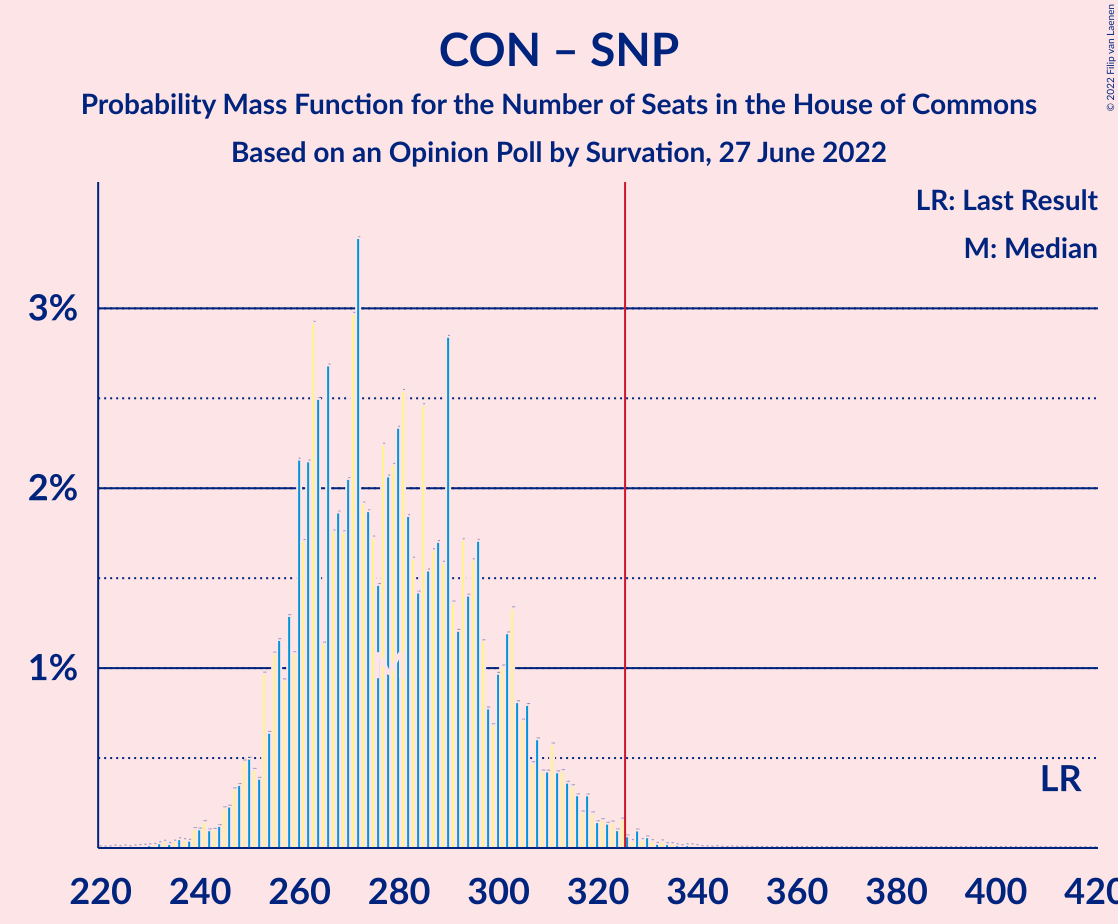 CON – SNP
Probability Mass Function for the Number of Seats in the House of Commons
Based on an Opinion Poll by Survation, 27 June 2022
© 2022 Filip van Laenen
LR: Last Result
M: Median
3%
2%
1%
M
LR
220 240 260 280 300 320 340 360 380 400 420